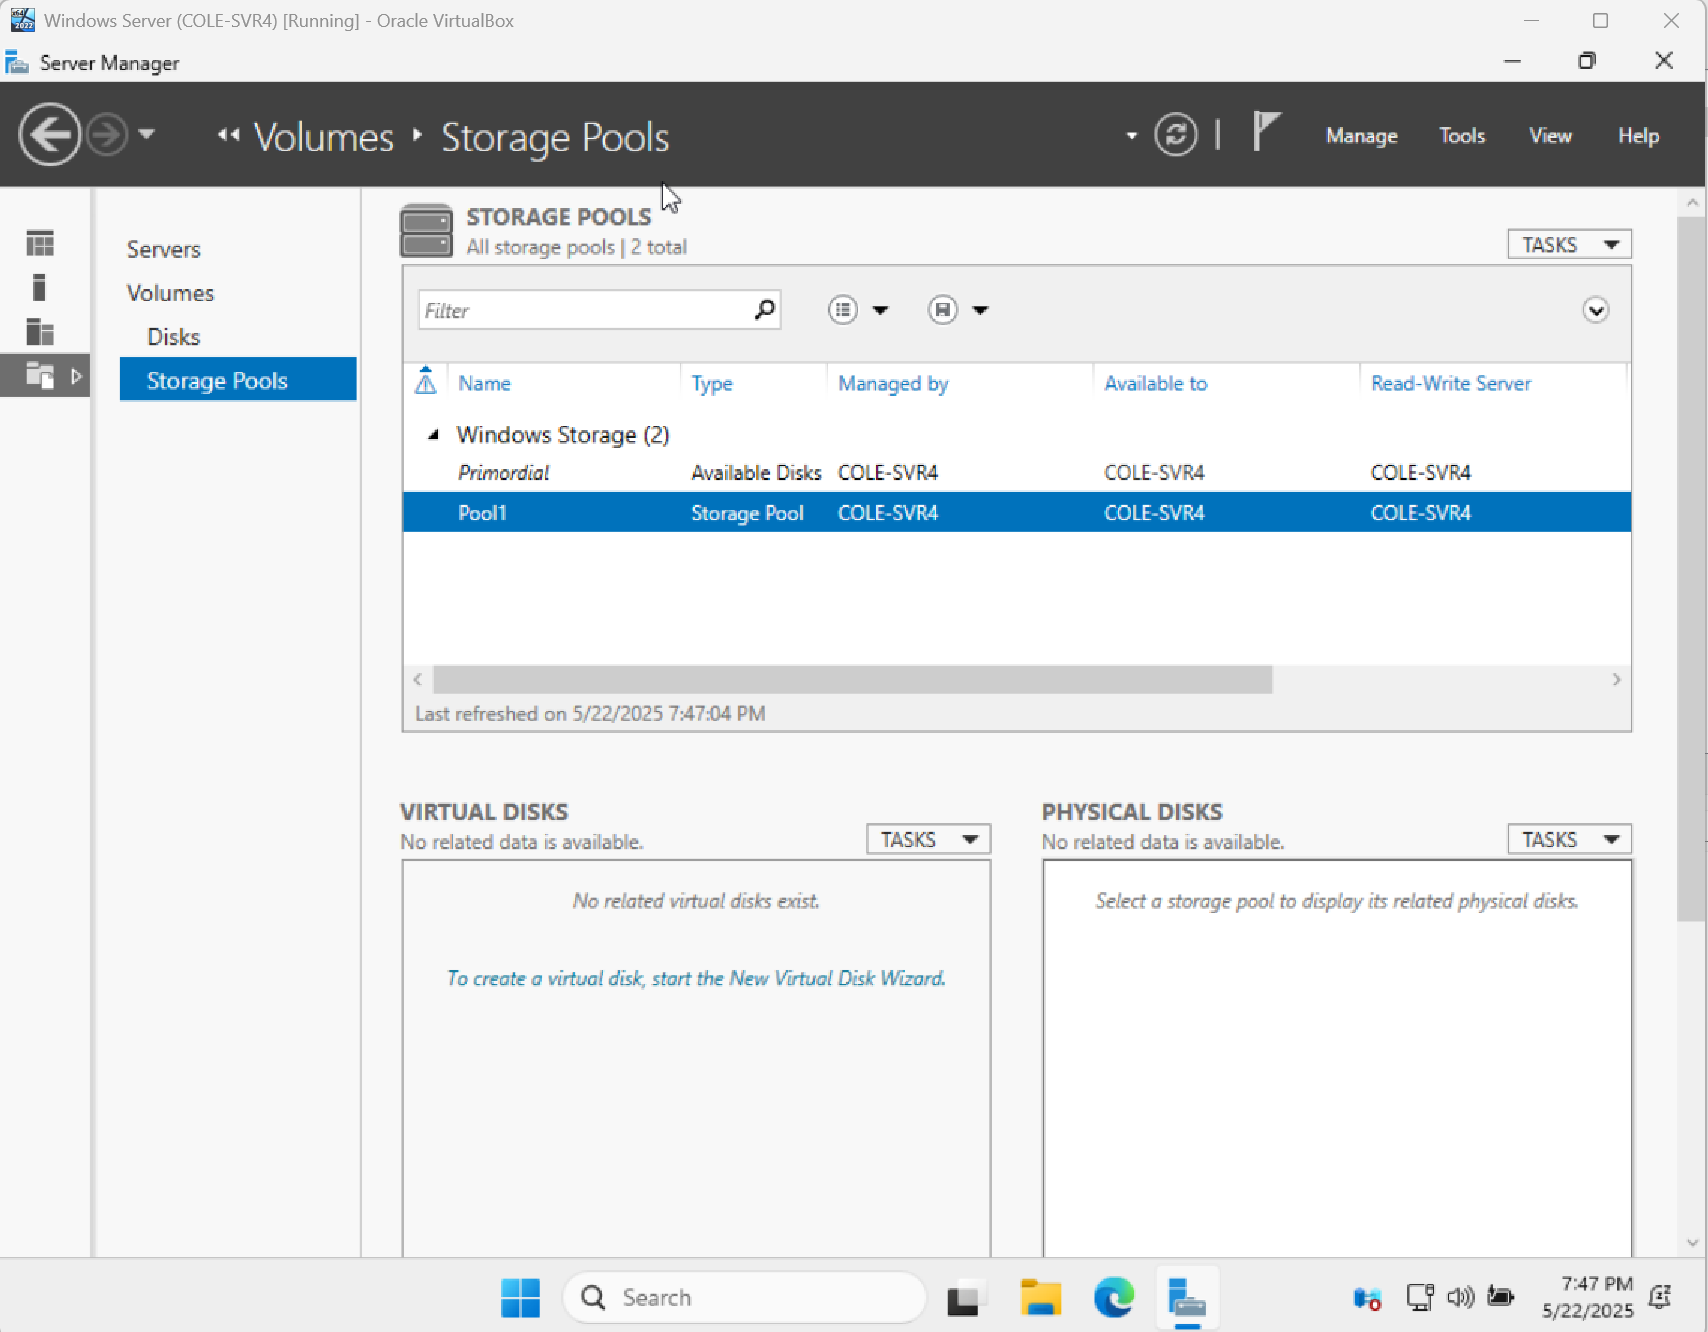 Windows Server (COLE-SVR4) [Running] - Oracle VirtualBox
Server Manager
Volumes Storage Pools
Manage Tools View Help
Servers
Volumes
Disks
Storage Pools
STORAGE POOLS
All storage pools | 2 total
TASKS
Filter
Name Type Managed by Available to Read-Write Server
Windows Storage (2)
Primordial Available Disks COLE-SVR4 COLE-SVR4 COLE-SVR4
Pool1 Storage Pool COLE-SVR4 COLE-SVR4 COLE-SVR4
Last refreshed on 5/22/2025 7:47:04 PM
VIRTUAL DISKS
No related data is available.
TASKS
No related virtual disks exist.
To create a virtual disk, start the New Virtual Disk Wizard.
PHYSICAL DISKS
No related data is available.
TASKS
Select a storage pool to display its related physical disks.
Search
7:47 PM
5/22/2025